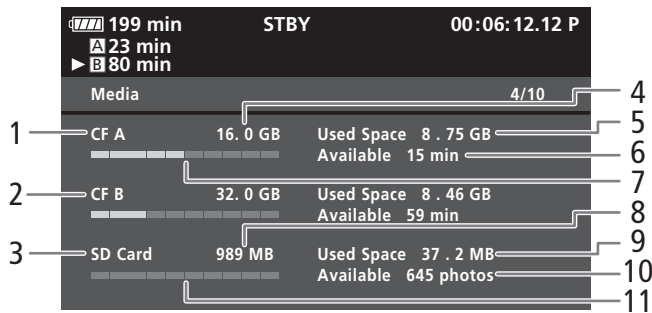 199 min STBY 00:06:12.12 P
A 23 min
▶ B 80 min
Media 4/10
4
5
1 CF A 16. 0 GB Used Space 8 . 75 GB
Available 15 min 6
7
2 CF B 32. 0 GB Used Space 8 . 46 GB
Available 59 min
8
3 SD Card 989 MB Used Space 37 . 2 MB 9
Available 645 photos 10
11